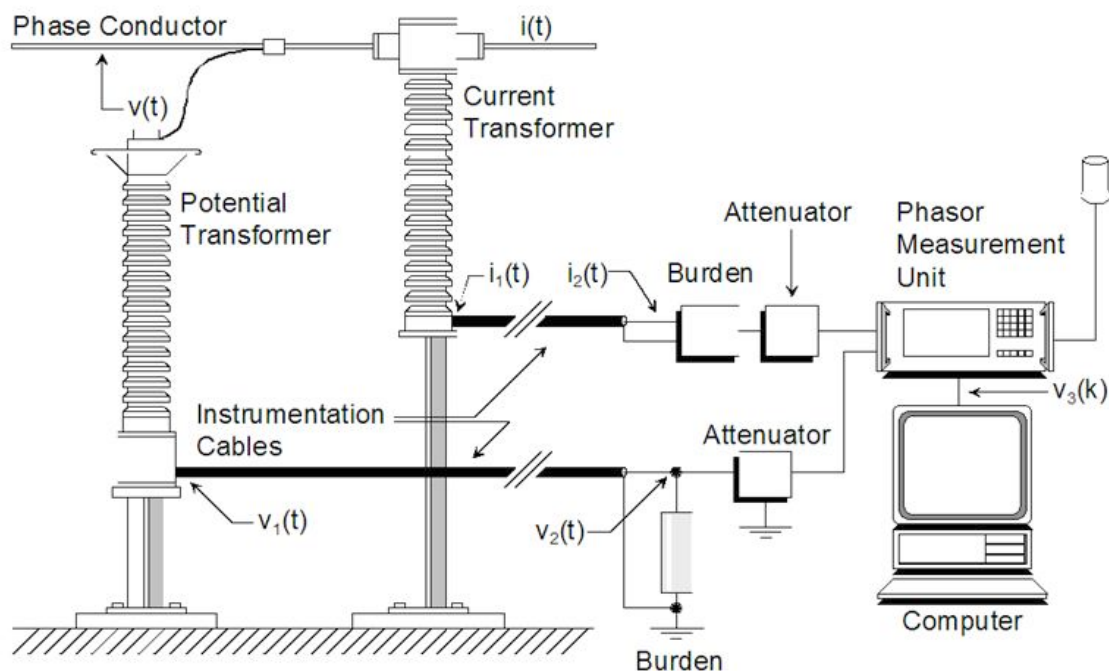 Phase Conductor
i(t)
v(t)
Current
Transformer
Potential
Transformer
Attenuator
Phasor
Measurement
Unit
i₁(t)
i₂(t)
Burden
v₃(k)
Instrumentation
Cables
Attenuator
v₁(t)
v₂(t)
Computer
Burden